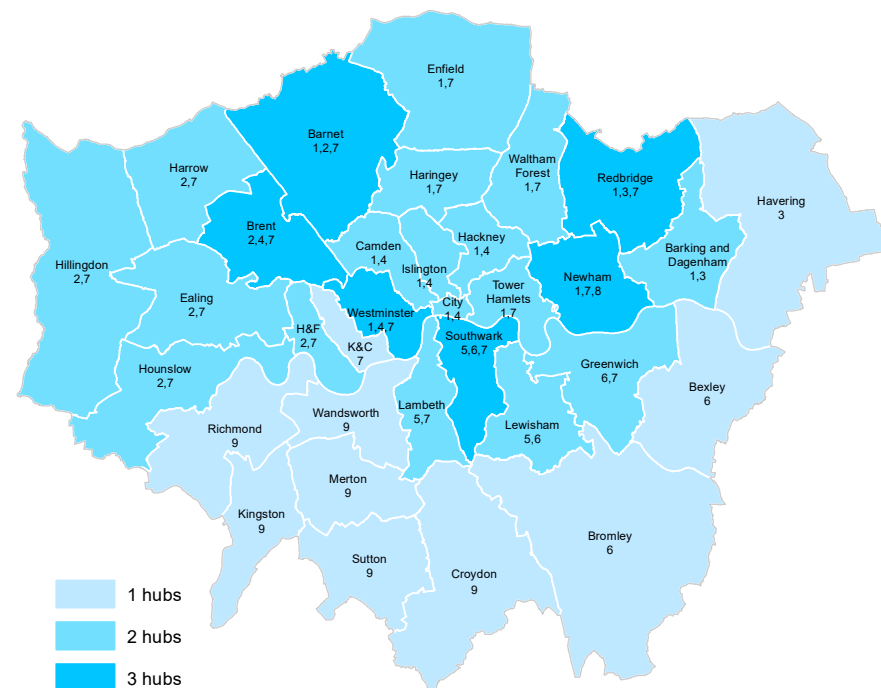 Enfield
1,7
Barnet
1,2,7
Harrow
2,7
Haringey
1,7
Waltham
Forest
1,7
Redbridge
1,3,7
Havering
3
Brent
2,4,7
Camden
1,4
Islington
1,4
Hackney
1,4
Barking and
Dagenham
1,3
Hillingdon
2,7
Ealing
2,7
Newham
1,7,8
Tower
Hamlets
1,7
City
1,4
Westminster
1,4,7
H&F
2,7
K&C
7
Southwark
5,6,7
Hounslow
2,7
Greenwich
6,7
Bexley
6
Lambeth
5,7
Wandsworth
9
Richmond
9
Lewisham
5,6
Merton
9
Kingston
9
Bromley
6
Sutton
9
Croydon
9
1 hubs
2 hubs
3 hubs